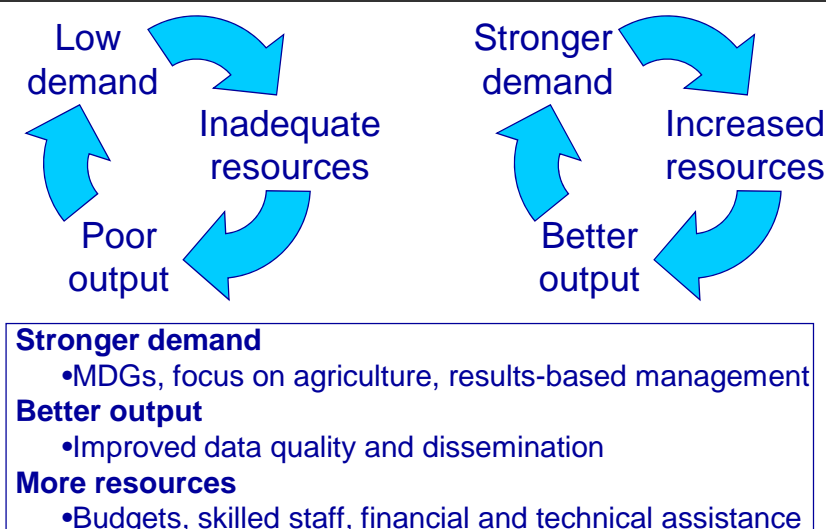 Low
demand
Inadequate
resources
Poor
output
Stronger
demand
Increased
resources
Better
output
Stronger demand
•MDGs, focus on agriculture, results-based management
Better output
•Improved data quality and dissemination
More resources
•Budgets, skilled staff, financial and technical assistance